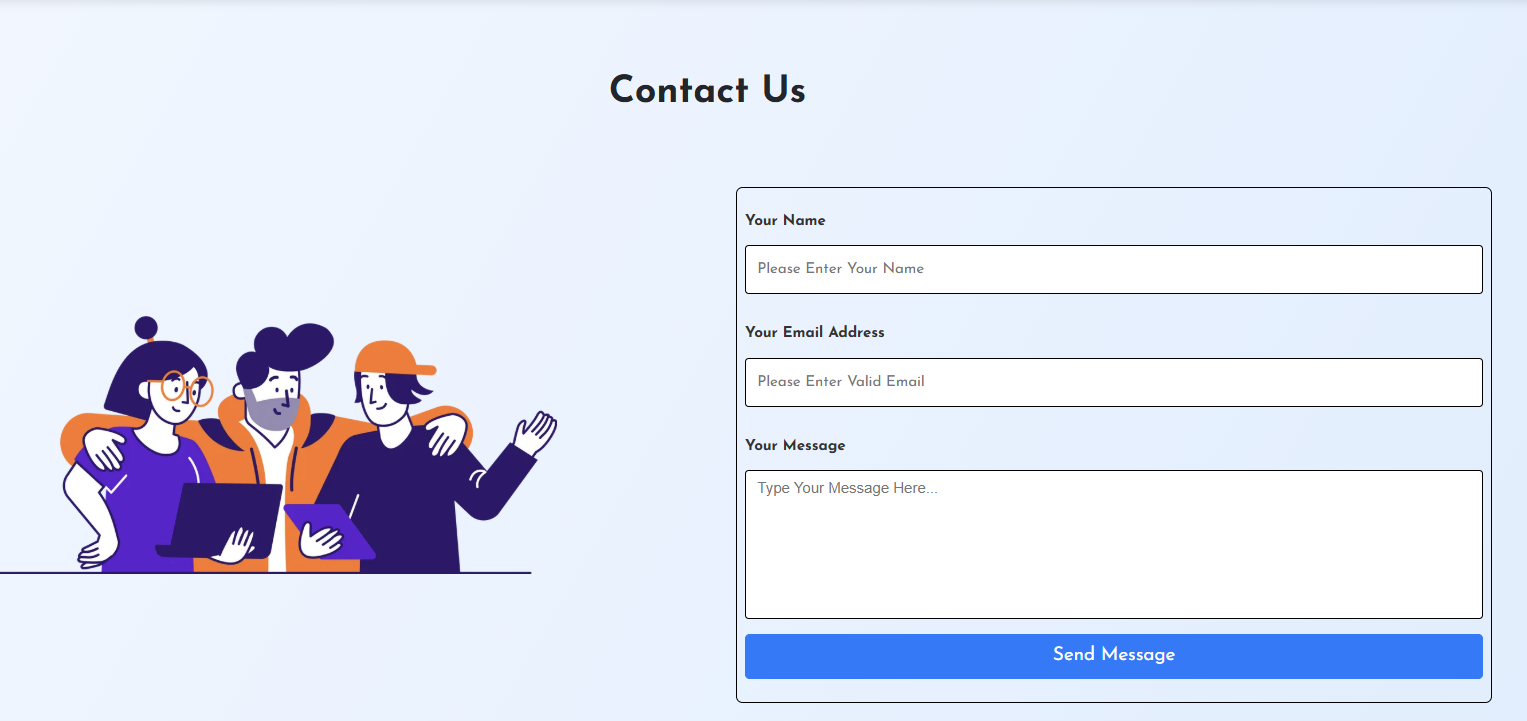 Contact Us
Your Name
Please Enter Your Name
Your Email Address
Please Enter Valid Email
Your Message
Type Your Message Here...
Send Message